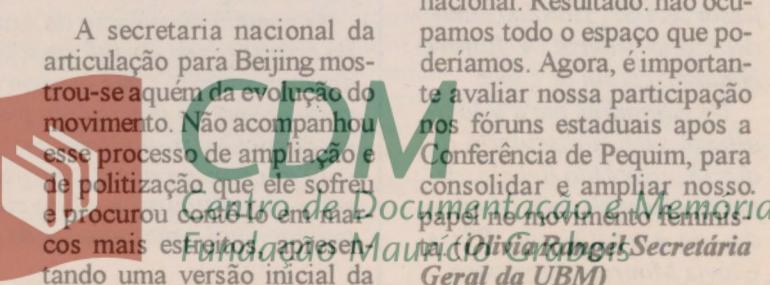 A secretaria nacional da
articulação para Beijing mos-
trou-se aquém da evolução do
movimento. Não acompanhou
esse processo de ampliação e
de politização que ele sofreu
e procurou contê-lo em mar-
cos mais estreitos, apresen-
tando uma versão inicial da
nacional. Resultado: não ocu-
pamos todo o espaço que po-
deríamos. Agora, é importan-
te avaliar nossa participação
nos fóruns estaduais após a
Conferência de Pequim, para
consolidar e ampliar nosso
papel no movimento feminis-
ta. (Olívia Rangel Secretária
Geral da UBM)
CDM
Centro de Documentação e Memória
Fundação Maurício Grabois